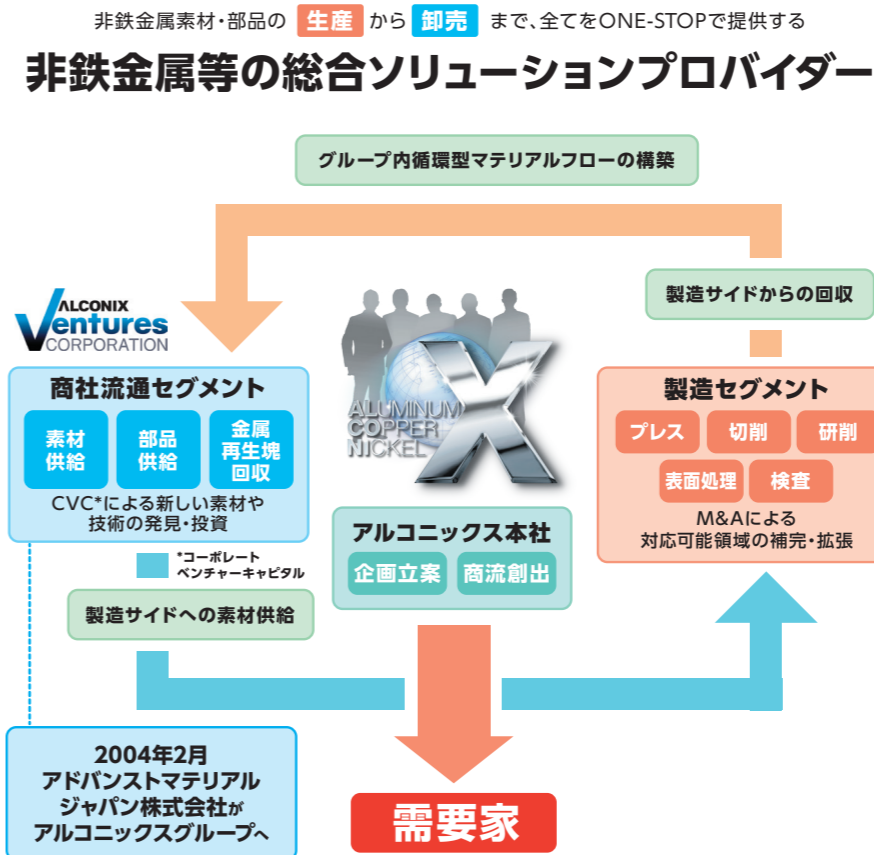 非鉄金属素材・部品の 生産 から 卸売 まで、全てをONE-STOPで提供する
非鉄金属等の総合ソリューションプロバイダー
グループ内循環型マテリアルフローの構築
製造サイドからの回収
ALCONIX
Ventures
CORPORATION
商社流通セグメント
素材
供給
部品
供給
金属
再生塊
回収
CVC*による新しい素材や
技術の発見・投資
*コーポレート
ベンチャーキャピタル
製造サイドへの素材供給
ALUMINUM
COPPER
NICKEL
X
アルコニックス本社
企画立案 商流創出
製造セグメント
プレス 切削 研削
表面処理 検査
M&Aによる
対応可能領域の補完・拡張
2004年2月
アドバンストマテリアル
ジャパン株式会社が
アルコニックスグループへ
需要家